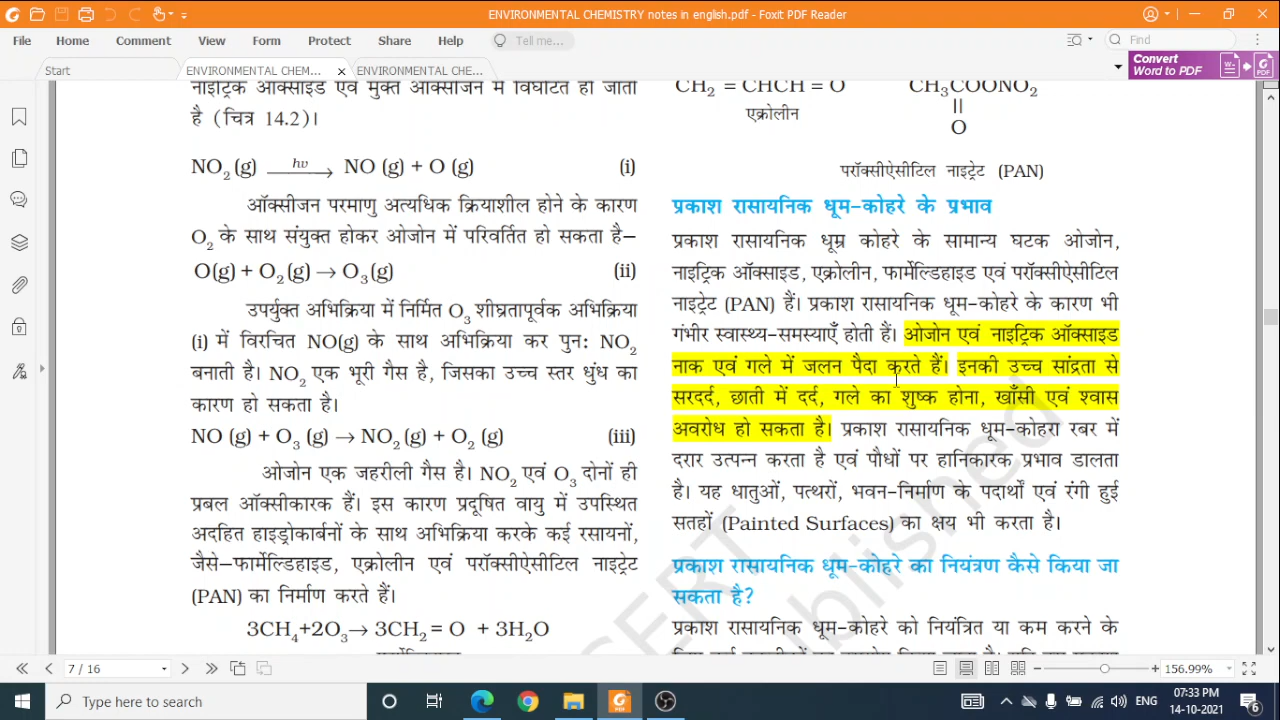 ENVIRONMENTAL CHEMISTRY notes in english.pdf - Foxit PDF Reader
File Home Comment View Form Protect Share Help Tell me... Find
Start ENVIRONMENTAL CHEM... ENVIRONMENTAL CHE... Convert Word to PDF
नाइट्रिक ऑक्साइड एवं मुक्त ऑक्सीजन में विघटित हो जाता
है (चित्र 14.2)।
NO₂ (g) hν → NO (g) + O (g) (i)
ऑक्सीजन परमाणु अत्यधिक क्रियाशील होने के कारण
O₂ के साथ संयुक्त होकर ओजोन में परिवर्तित हो सकता है–
O(g) + O₂ (g) → O₃ (g) (ii)
उपर्युक्त अभिक्रिया में निर्मित O₃ शीघ्रतापूर्वक अभिक्रिया
(i) में विरचित NO(g) के साथ अभिक्रिया कर पुन: NO₂
बनाती है। NO₂ एक भूरी गैस है, जिसका उच्च स्तर धुंध का
कारण हो सकता है।
NO (g) + O₃ (g) → NO₂ (g) + O₂ (g) (iii)
ओजोन एक जहरीली गैस है। NO₂ एवं O₃ दोनों ही
प्रबल ऑक्सीकारक हैं। इस कारण प्रदूषित वायु में उपस्थित
अदहित हाइड्रोकार्बनों के साथ अभिक्रिया करके कई रसायनों,
जैसे–फार्मेल्डिहाइड, एक्रोलीन एवं परॉक्सीऐसीटिल नाइट्रेट
(PAN) का निर्माण करते हैं।
3CH₄+2O₃→ 3CH₂ = O + 3H₂O
CH₂ = CHCH = O CH₃COONO₂
एक्रोलीन ||
O
परॉक्सीऐसीटिल नाइट्रेट (PAN)
प्रकाश रासायनिक धूम–कोहरे के प्रभाव
प्रकाश रासायनिक धूम्र कोहरे के सामान्य घटक ओजोन,
नाइट्रिक ऑक्साइड, एक्रोलीन, फार्मेल्डिहाइड एवं परॉक्सीऐसीटिल
नाइट्रेट (PAN) हैं। प्रकाश रासायनिक धूम–कोहरे के कारण भी
गंभीर स्वास्थ्य–समस्याएँ होती हैं। ओजोन एवं नाइट्रिक ऑक्साइड
नाक एवं गले में जलन पैदा करते हैं। इनकी उच्च सांद्रता से
सरदर्द, छाती में दर्द, गले का शुष्क होना, खाँसी एवं श्वास
अवरोध हो सकता है। प्रकाश रासायनिक धूम–कोहरा रबर में
दरार उत्पन्न करता है एवं पौधों पर हानिकारक प्रभाव डालता
है। यह धातुओं, पत्थरों, भवन–निर्माण के पदार्थों एवं रंगी हुई
सतहों (Painted Surfaces) का क्षय भी करता है।
प्रकाश रासायनिक धूम–कोहरे का नियंत्रण कैसे किया जा
सकता है?
प्रकाश रासायनिक धूम–कोहरे को नियंत्रित या कम करने के
7 / 16 156.99%
Type here to search ENG 07:33 PM
14-10-2021 6